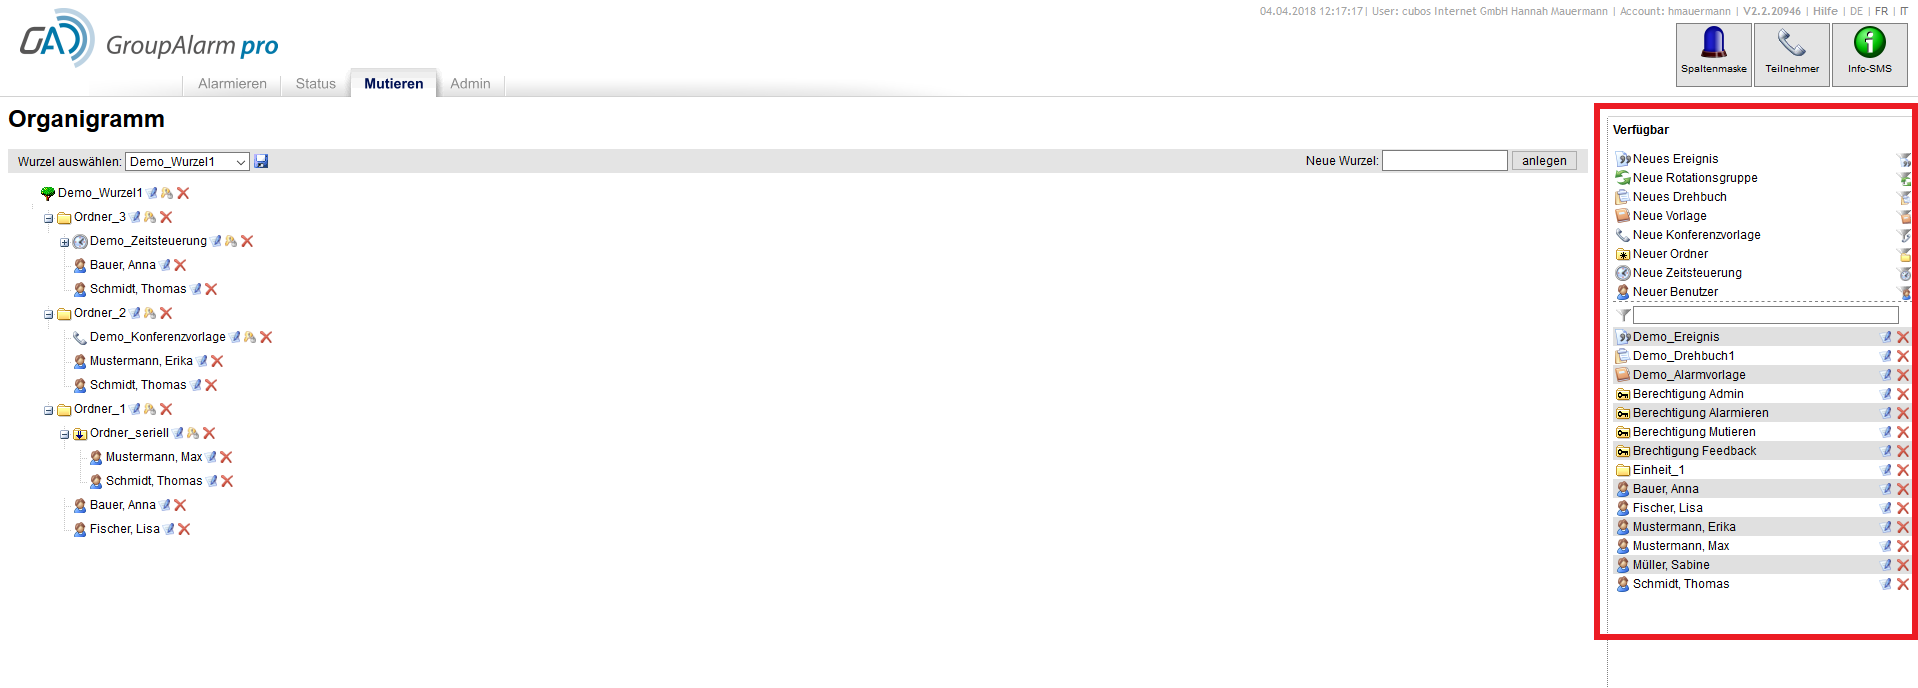 04.04.2018 12:17:17| User: cubos Internet GmbH Hannah Mauermann | Account: hmauermann | V2.2.20946 | Hilfe | DE | FR | IT
GroupAlarm pro
Spaltenmaske
Teilnehmer
Info-SMS
Alarmieren
Status
Mutieren
Admin
Organigramm
Wurzel auswählen: Demo_Wurzel1
Neue Wurzel: anlegen
Demo_Wurzel1
Ordner_3
Demo_Zeitsteuerung
Bauer, Anna
Schmidt, Thomas
Ordner_2
Demo_Konferenzvorlage
Mustermann, Erika
Schmidt, Thomas
Ordner_1
Ordner_seriell
Mustermann, Max
Schmidt, Thomas
Bauer, Anna
Fischer, Lisa
Verfügbar
Neues Ereignis
Neue Rotationsgruppe
Neues Drehbuch
Neue Vorlage
Neue Konferenzvorlage
Neuer Ordner
Neue Zeitsteuerung
Neuer Benutzer
Demo_Ereignis
Demo_Drehbuch1
Demo_Alarmvorlage
Berechtigung Admin
Berechtigung Alarmieren
Berechtigung Mutieren
Brechtigung Feedback
Einheit_1
Bauer, Anna
Fischer, Lisa
Mustermann, Erika
Mustermann, Max
Müller, Sabine
Schmidt, Thomas